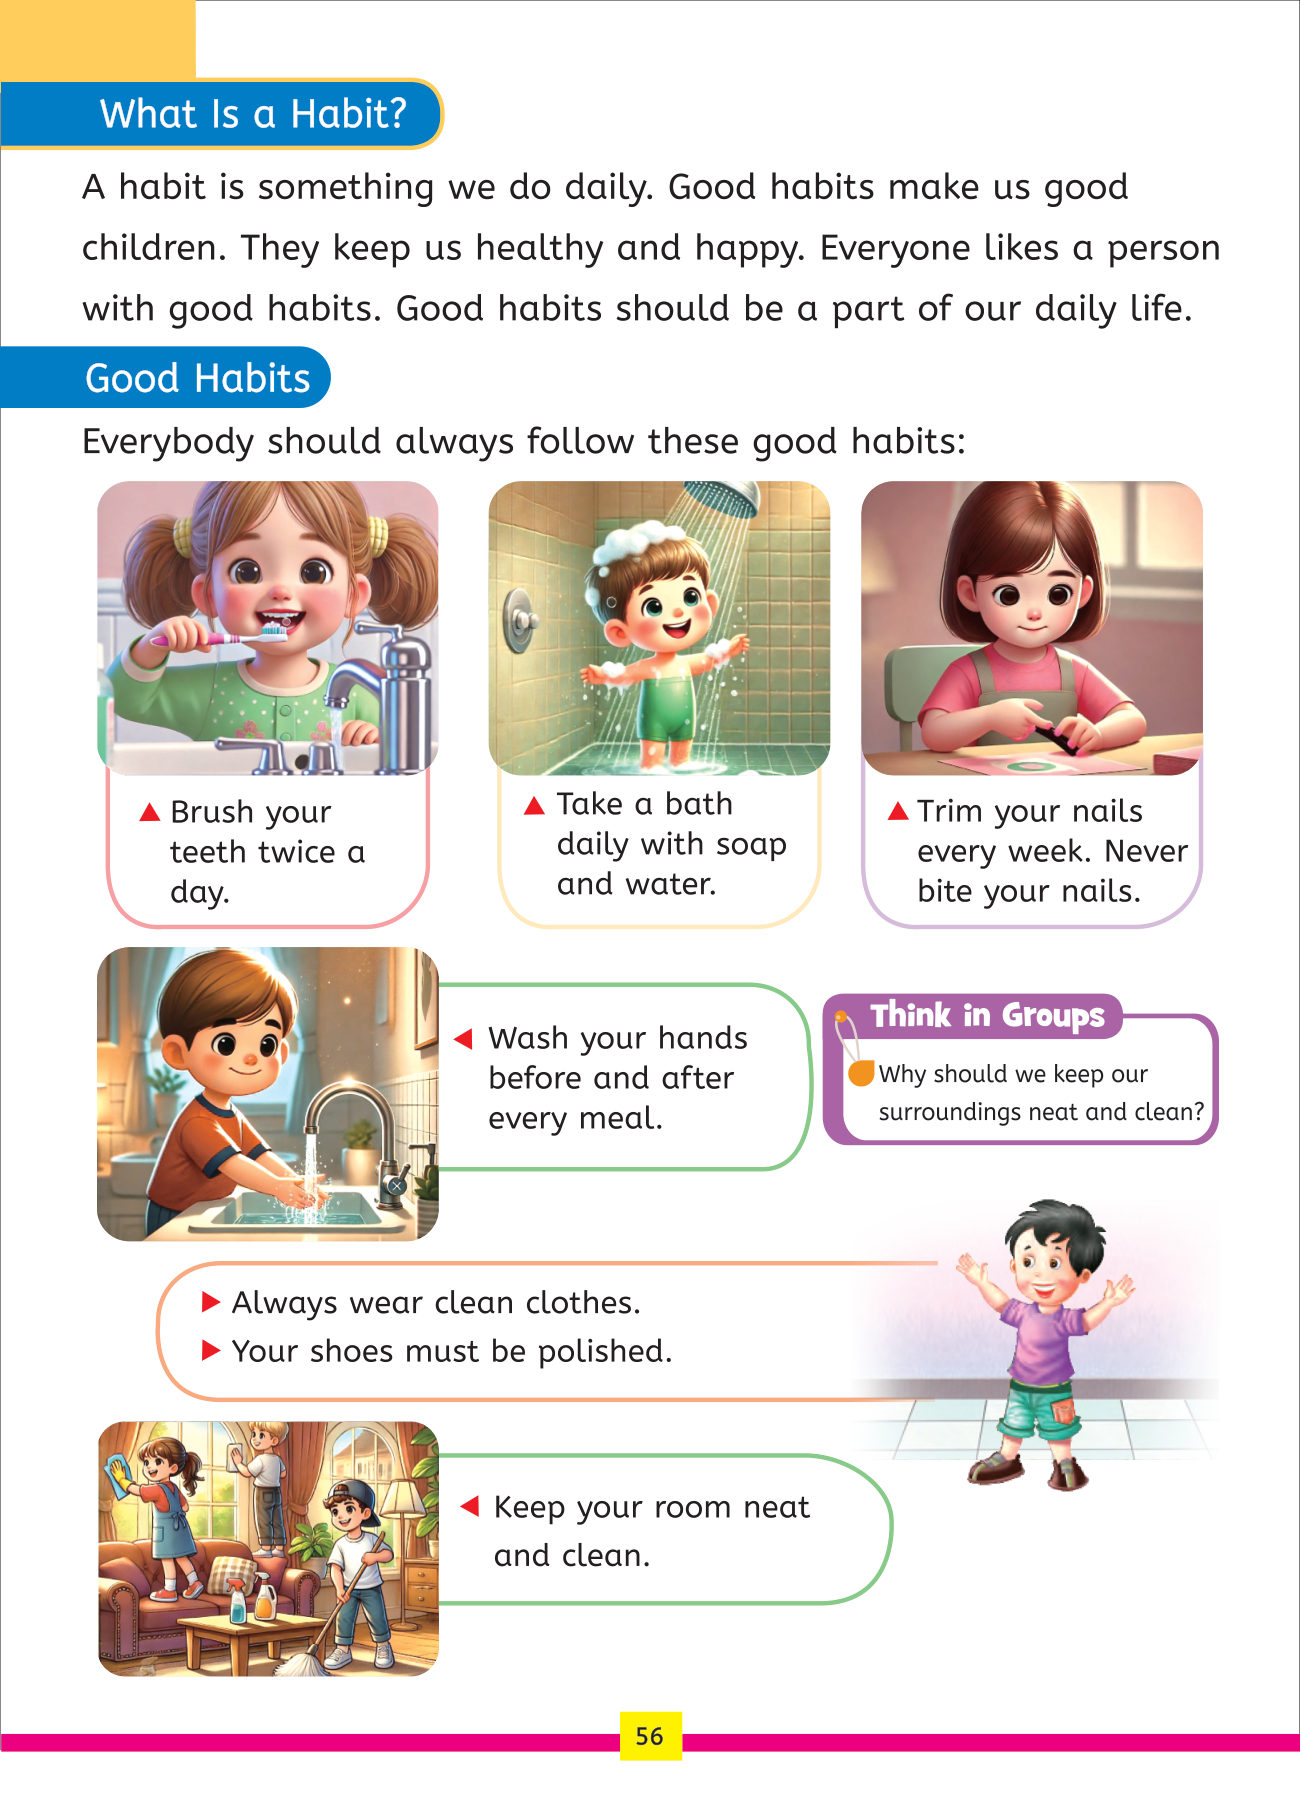 What Is a Habit?
A habit is something we do daily. Good habits make us good
children. They keep us healthy and happy. Everyone likes a person
with good habits. Good habits should be a part of our daily life.
Good Habits
Everybody should always follow these good habits:
Brush your
teeth twice a
day.
Take a bath
daily with soap
and water.
Trim your nails
every week. Never
bite your nails.
Wash your hands
before and after
every meal.
Think in Groups
Why should we keep our
surroundings neat and clean?
Always wear clean clothes.
Your shoes must be polished.
Keep your room neat
and clean.
56